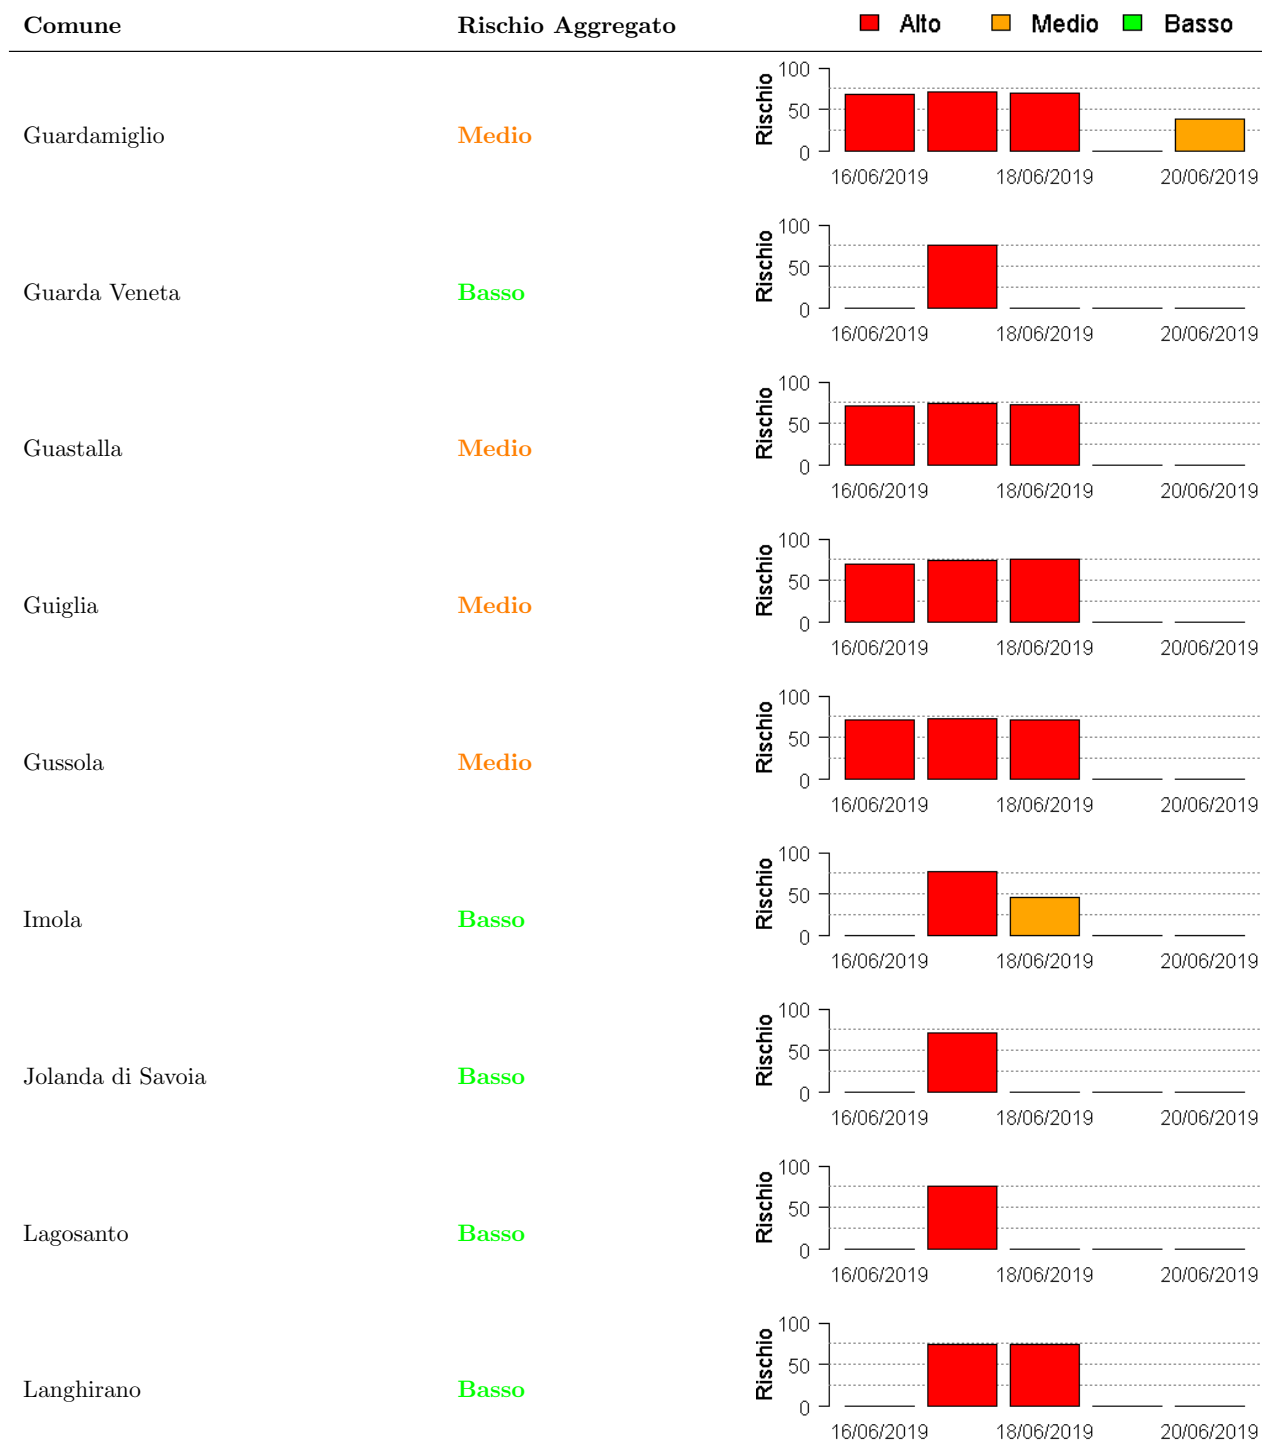 Comune Rischio Aggregato Alto Medio Basso
Guardamiglio Medio Rischio 100 50 0
16/06/2019 18/06/2019 20/06/2019
Guarda Veneta Basso Rischio 100 50 0
16/06/2019 18/06/2019 20/06/2019
Guastalla Medio Rischio 100 50 0
16/06/2019 18/06/2019 20/06/2019
Guiglia Medio Rischio 100 50 0
16/06/2019 18/06/2019 20/06/2019
Gussola Medio Rischio 100 50 0
16/06/2019 18/06/2019 20/06/2019
Imola Basso Rischio 100 50 0
16/06/2019 18/06/2019 20/06/2019
Jolanda di Savoia Basso Rischio 100 50 0
16/06/2019 18/06/2019 20/06/2019
Lagosanto Basso Rischio 100 50 0
16/06/2019 18/06/2019 20/06/2019
Langhirano Basso Rischio 100 50 0
16/06/2019 18/06/2019 20/06/2019